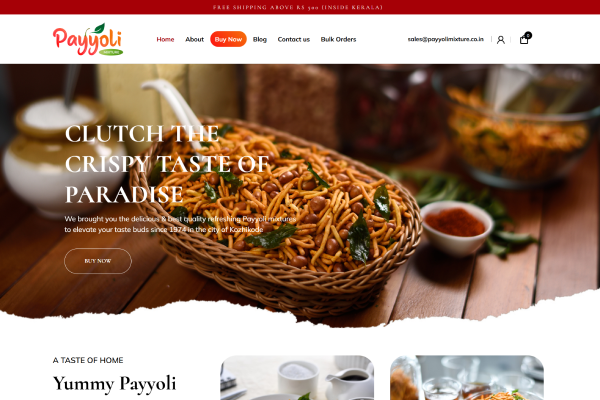 FREE SHIPPING ABOVE RS 500 (INSIDE KERALA)
Payyoli
Home About Buy Now Blog Contact us Bulk Orders
sales@payyolimixture.co.in
0
CLUTCH THE
CRISPY TASTE OF
PARADISE
We brought you the delicious & best quality refreshing Payyoli mixtures
to elevate your taste buds since 1974 in the city of Kozhikode
BUY NOW
A TASTE OF HOME
Yummy Payyoli